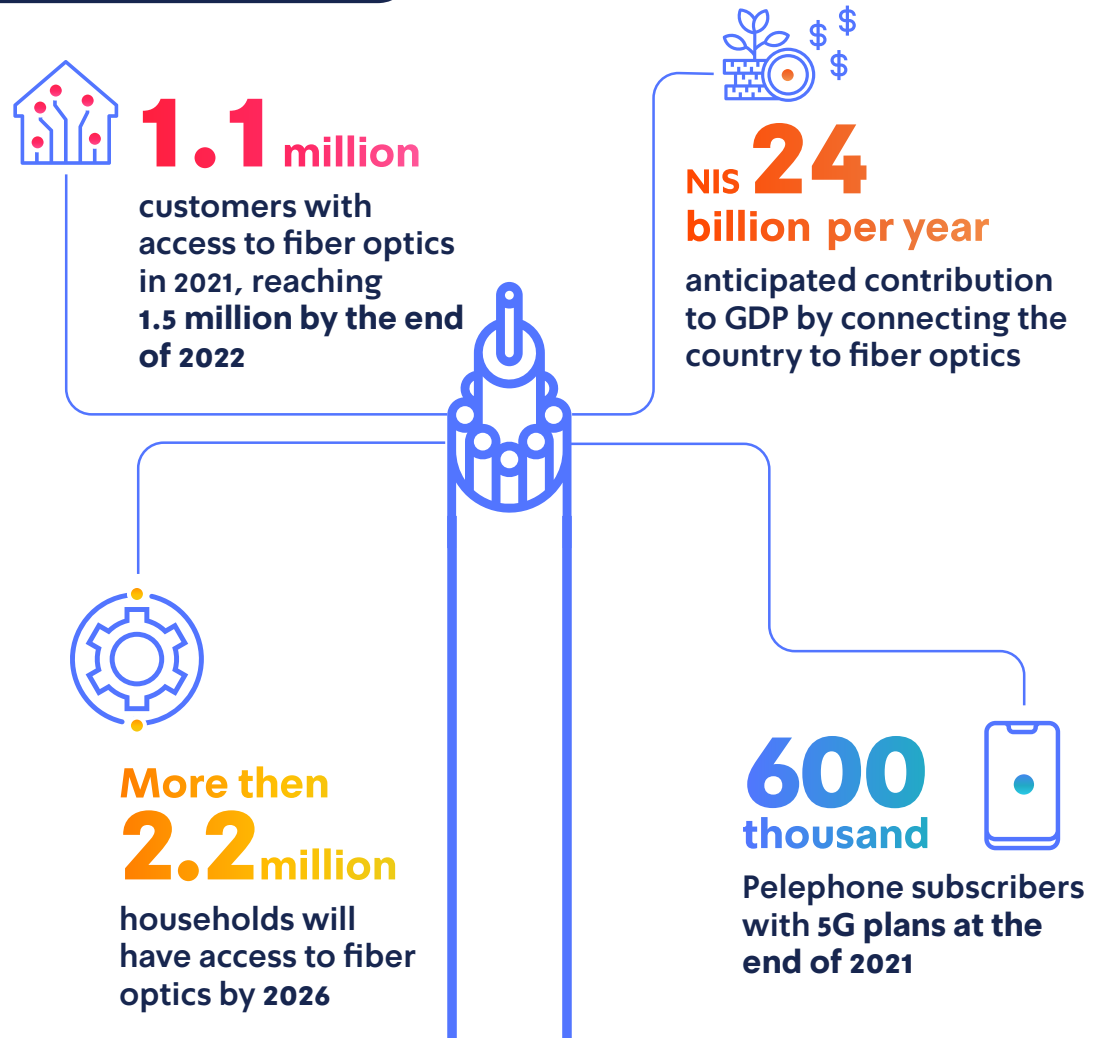 1.1 million
customers with
access to fiber optics
in 2021, reaching
1.5 million by the end
of 2022
$ $
$
NIS 24
billion per year
anticipated contribution
to GDP by connecting the
country to fiber optics
More then
2.2 million
households will
have access to fiber
optics by 2026
600
thousand
Pelephone subscribers
with 5G plans at the
end of 2021